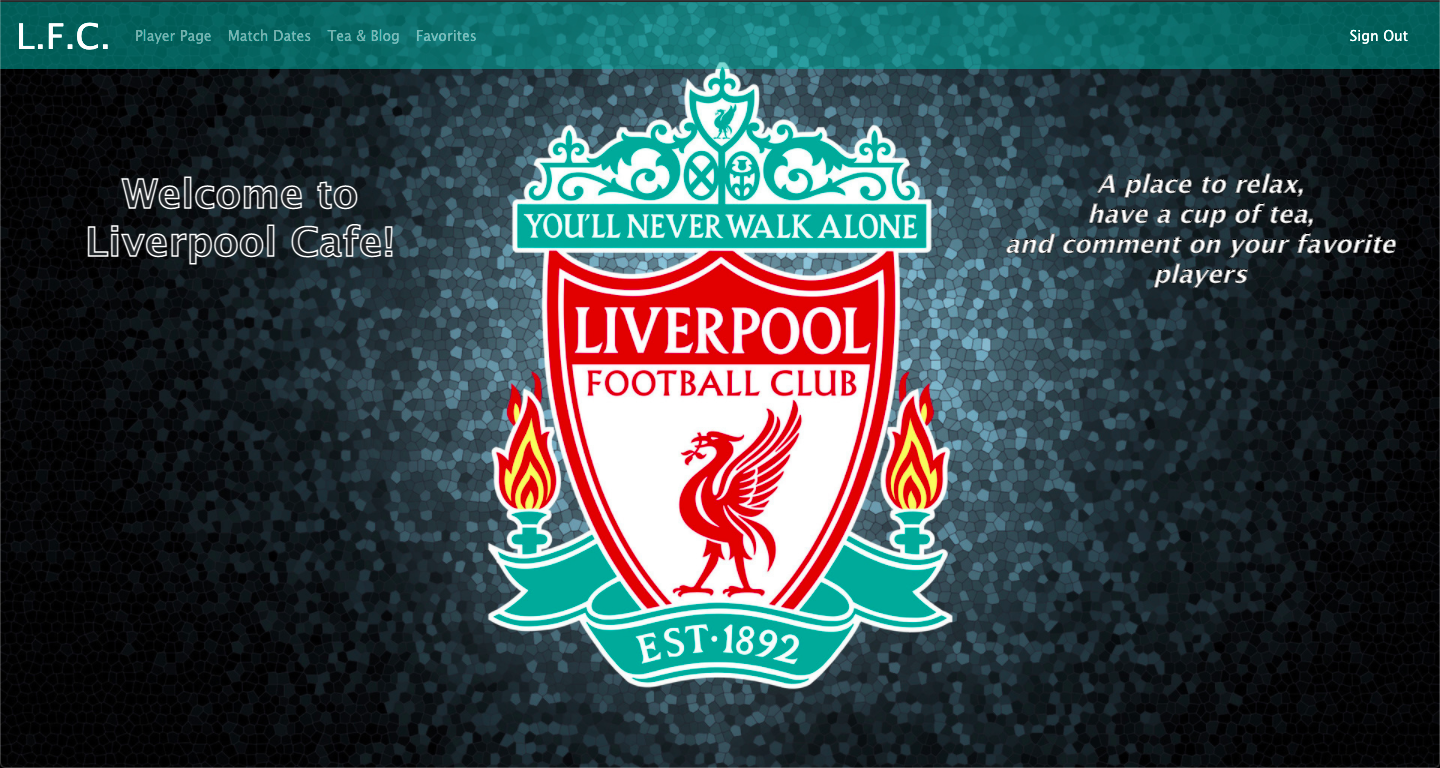 L.F.C. Player Page Match Dates Tea & Blog Favorites Sign Out
Welcome to
Liverpool Cafe!
A place to relax,
have a cup of tea,
and comment on your favorite
players
YOU'LL NEVER WALK ALONE
LIVERPOOL
FOOTBALL CLUB
EST·1892